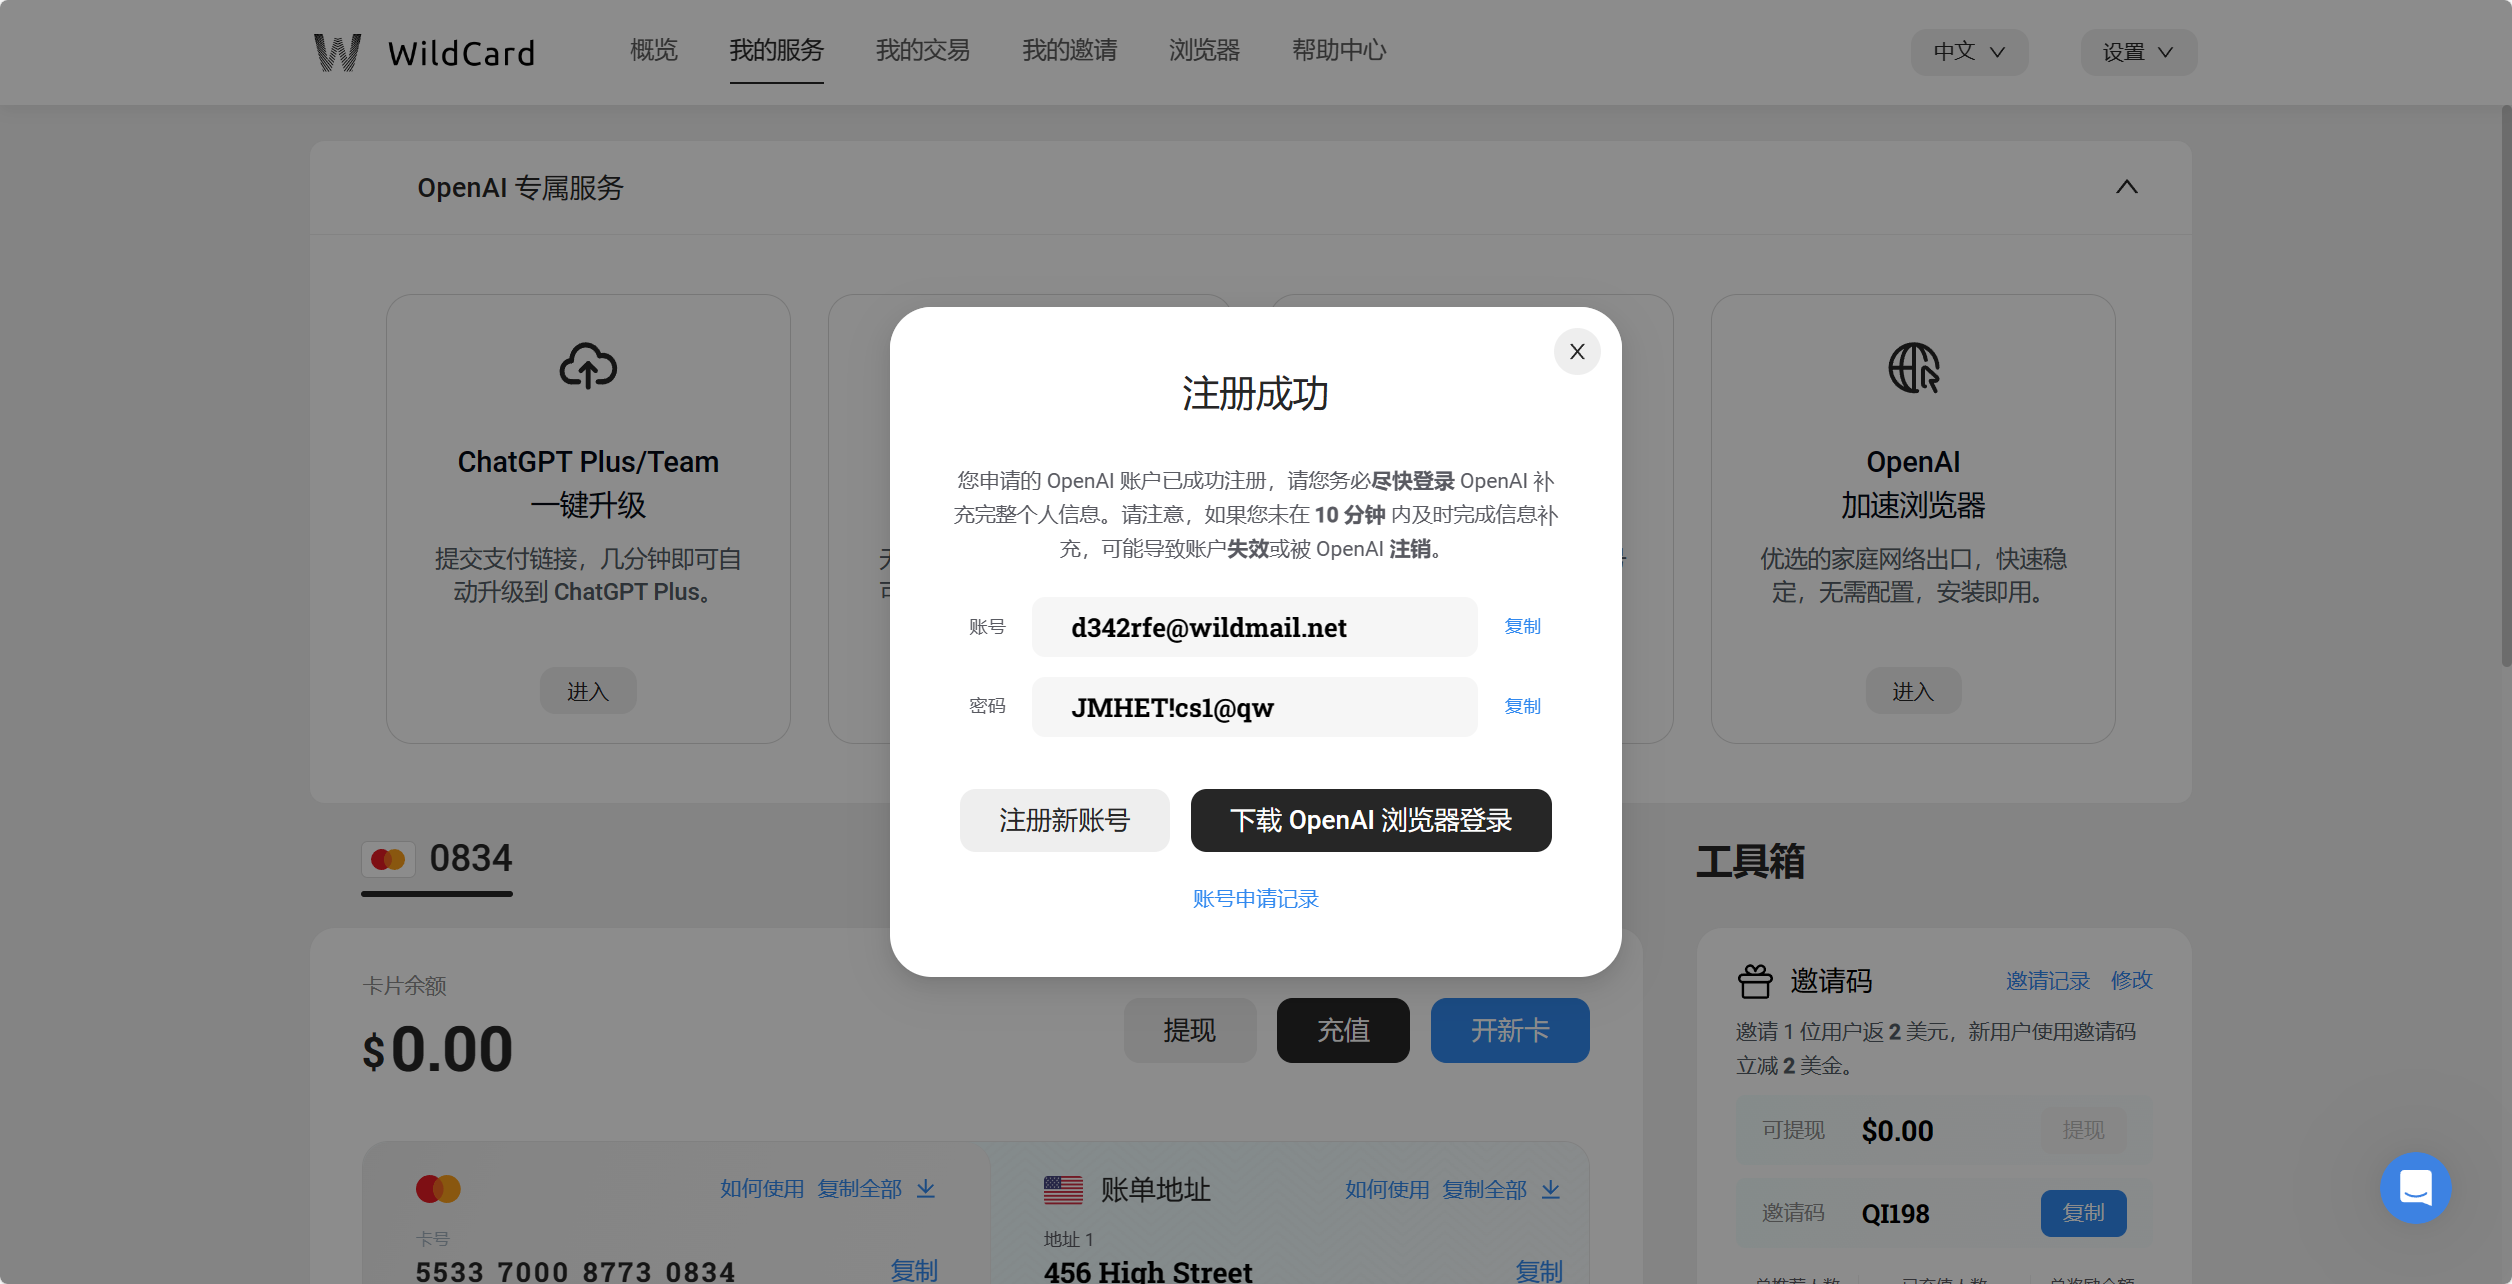 WildCard
概览
我的服务
我的交易
我的邀请
浏览器
帮助中心
中文
设置
OpenAI 专属服务
ChatGPT Plus/Team
一键升级
提交支付链接，几分钟即可自
动升级到 ChatGPT Plus。
进入
OpenAI
加速浏览器
优选的家庭网络出口，快速稳
定，无需配置，安装即用。
进入
X
注册成功
您申请的 OpenAI 账户已成功注册，请您务必尽快登录 OpenAI 补
充完整个人信息。请注意，如果您未在 10 分钟 内及时完成信息补
充，可能导致账户失效或被 OpenAI 注销。
账号
d342rfe@wildmail.net
复制
密码
JMHET!cs1@qw
复制
注册新账号
下载 OpenAI 浏览器登录
账号申请记录
0834
卡片余额
$0.00
提现
充值
开新卡
如何使用 复制全部
卡号
5533 7000 8773 0834
复制
账单地址
如何使用 复制全部
地址 1
456 High Street
复制
工具箱
邀请码
邀请记录 修改
邀请 1 位用户返 2 美元，新用户使用邀请码
立减 2 美金。
可提现
$0.00
提现
邀请码
QI198
复制